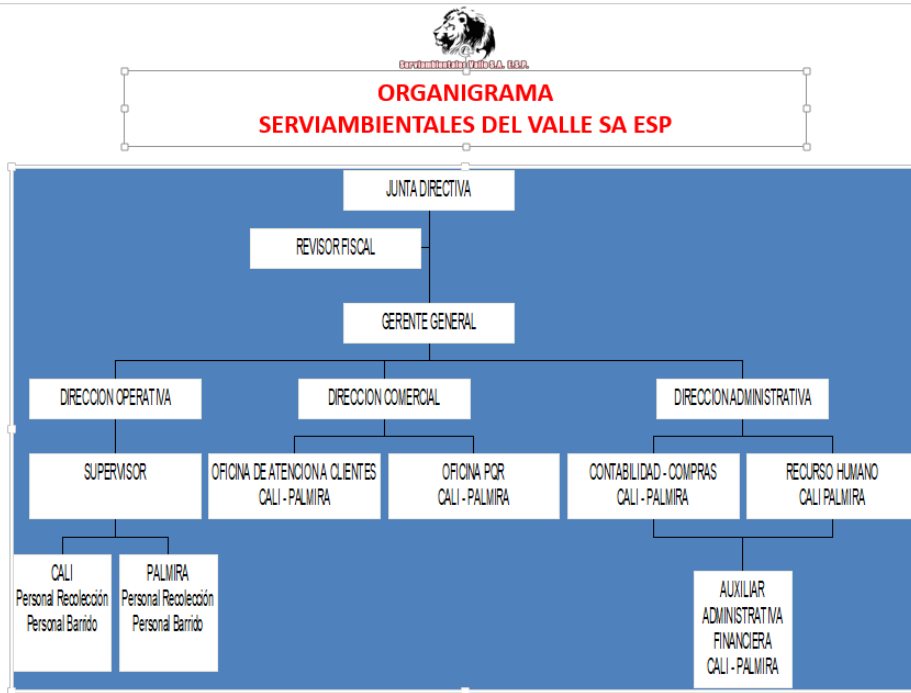 Serviambientales Valle S.A. E.S.P.
ORGANIGRAMA
SERVIAMBIENTALES DEL VALLE SA ESP
JUNTA DIRECTIVA
REVISOR FISCAL
GERENTE GENERAL
DIRECCION OPERATIVA
DIRECCION COMERCIAL
DIRECCION ADMINISTRATIVA
SUPERVISOR
OFICINA DE ATENCION A CLIENTES
CALI - PALMIRA
OFICINA PQR
CALI - PALMIRA
CONTABILIDAD - COMPRAS
CALI - PALMIRA
RECURSO HUMANO
CALI PALMIRA
CALI
Personal Recolección
Personal Barrido
PALMIRA
Personal Recolección
Personal Barrido
AUXILIAR
ADMINISTRATIVA
FINANCIERA
CALI - PALMIRA